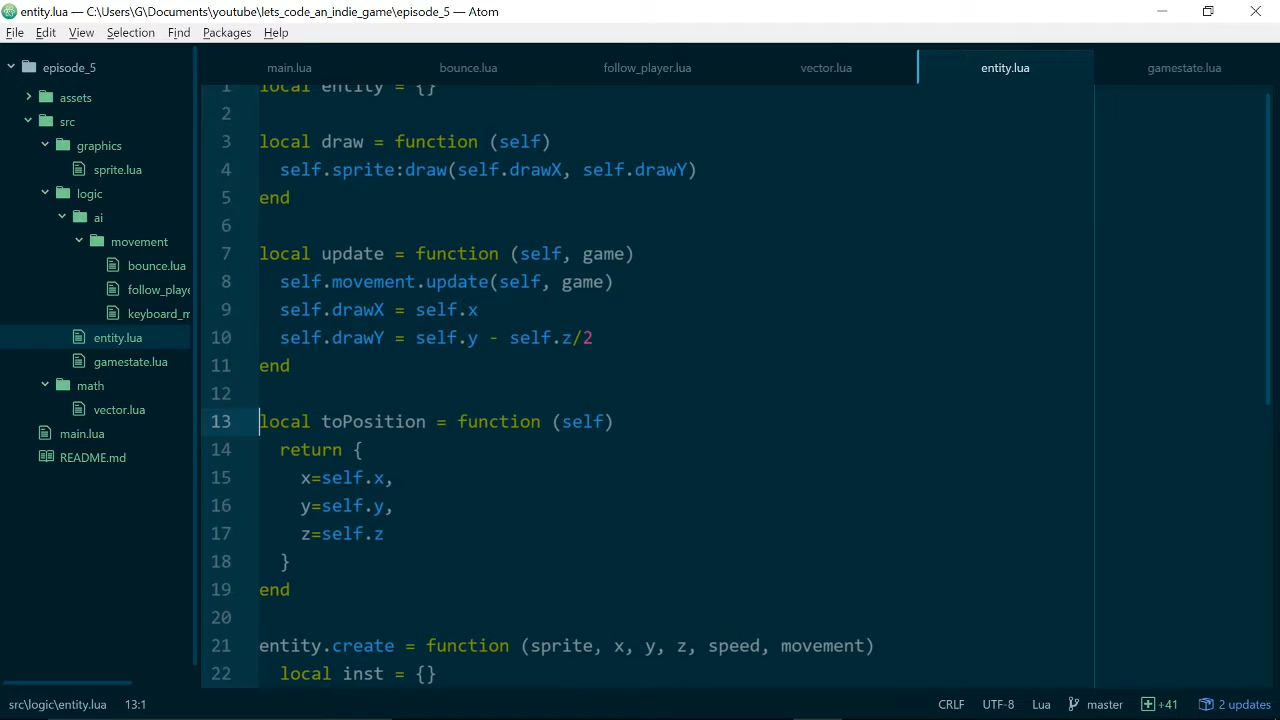 entity.lua — C:\Users\G\Documents\youtube\lets_code_an_indie_game\episode_5 — Atom
File Edit View Selection Find Packages Help
episode_5
assets
src
graphics
sprite.lua
logic
ai
movement
bounce.lua
follow_playe
keyboard_m
entity.lua
gamestate.lua
math
vector.lua
main.lua
README.md
main.lua bounce.lua follow_player.lua vector.lua entity.lua gamestate.lua
1 local entity = {}
2
3 local draw = function (self)
4 self.sprite:draw(self.drawX, self.drawY)
5 end
6
7 local update = function (self, game)
8 self.movement.update(self, game)
9 self.drawX = self.x
10 self.drawY = self.y - self.z/2
11 end
12
13 local toPosition = function (self)
14 return {
15 x=self.x,
16 y=self.y,
17 z=self.z
18 }
19 end
20
21 entity.create = function (sprite, x, y, z, speed, movement)
22 local inst = {}
src\logic\entity.lua 13:1 CRLF UTF-8 Lua master +41 2 updates